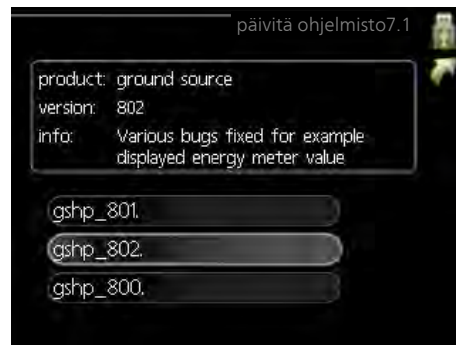 päivitä ohjelmisto7.1
product: ground source
version: 802
info: Various bugs fixed for example
displayed energy meter value
gshp_801.
gshp_802.
gshp_800.